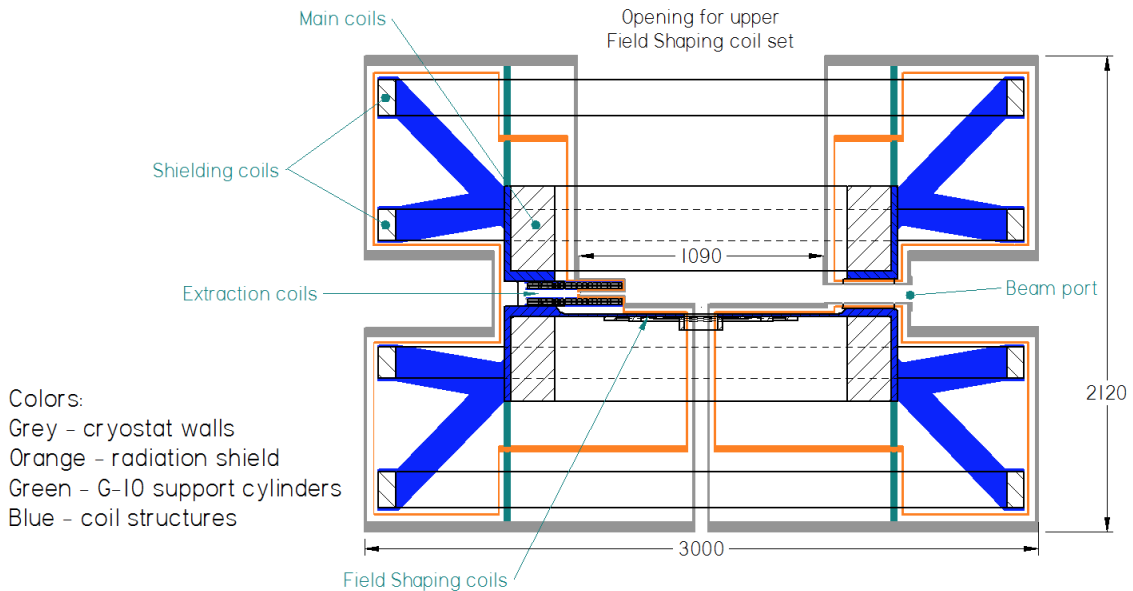 Main coils
Opening for upper
Field Shaping coil set
Shielding coils
1090
Extraction coils
Beam port
2120
Colors:
Grey - cryostat walls
Orange - radiation shield
Green - G-10 support cylinders
Blue - coil structures
3000
Field Shaping coils